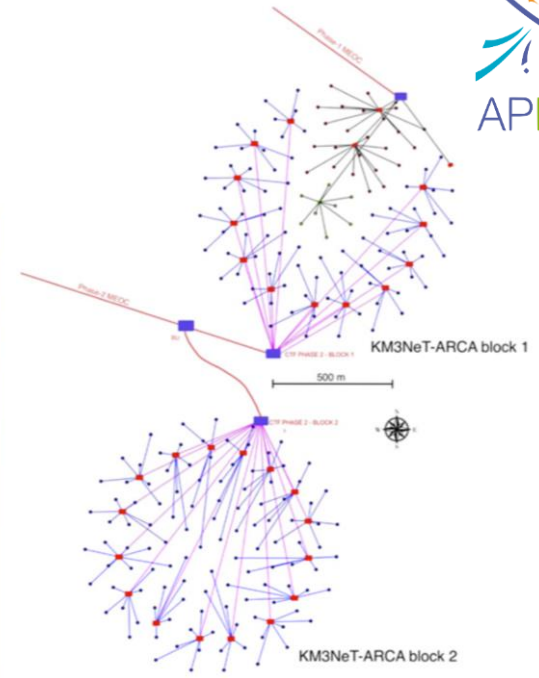 Phase-1 MEOC
AP
Phase-2 MEOC
BU
CTF PHASE 2 - BLOCK 1
KM3NeT-ARCA block 1
500 m
CTF PHASE 2 - BLOCK 2
KM3NeT-ARCA block 2